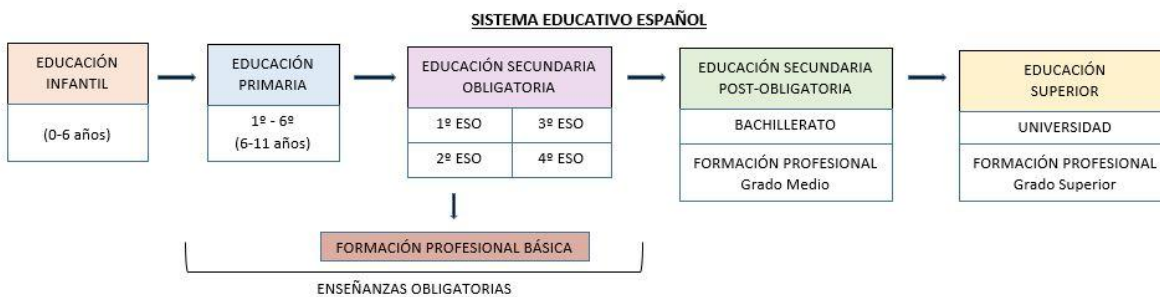 SISTEMA EDUCATIVO ESPAÑOL
EDUCACIÓN
INFANTIL
(0-6 años)
EDUCACIÓN
PRIMARIA
1º - 6º
(6-11 años)
EDUCACIÓN SECUNDARIA
OBLIGATORIA
1º ESO
3º ESO
2º ESO
4º ESO
EDUCACIÓN SECUNDARIA
POST-OBLIGATORIA
BACHILLERATO
FORMACIÓN PROFESIONAL
Grado Medio
EDUCACIÓN
SUPERIOR
UNIVERSIDAD
FORMACIÓN PROFESIONAL
Grado Superior
FORMACIÓN PROFESIONAL BÁSICA
ENSEÑANZAS OBLIGATORIAS